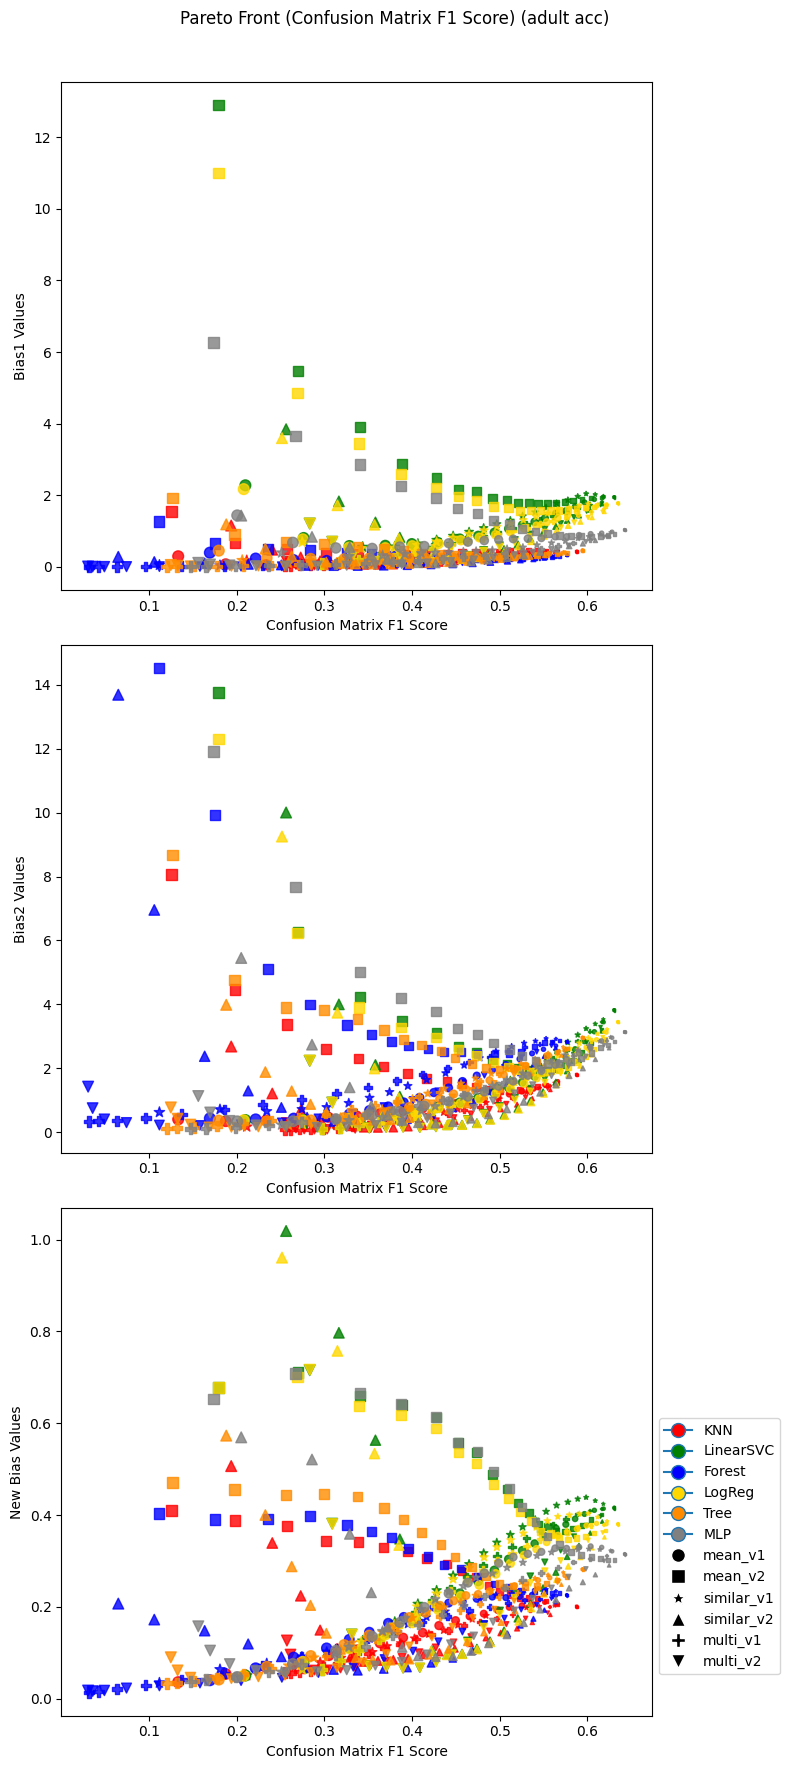 Pareto Front (Confusion Matrix F1 Score) (adult acc)
12
10
8
6
4
2
0
Bias1 Values
0.1 0.2 0.3 0.4 0.5 0.6
Confusion Matrix F1 Score
14
12
10
8
6
4
2
0
Bias2 Values
0.1 0.2 0.3 0.4 0.5 0.6
Confusion Matrix F1 Score
1.0
0.8
0.6
0.4
0.2
0.0
New Bias Values
0.1 0.2 0.3 0.4 0.5 0.6
Confusion Matrix F1 Score
KNN
LinearSVC
Forest
LogReg
Tree
MLP
mean_v1
mean_v2
similar_v1
similar_v2
multi_v1
multi_v2